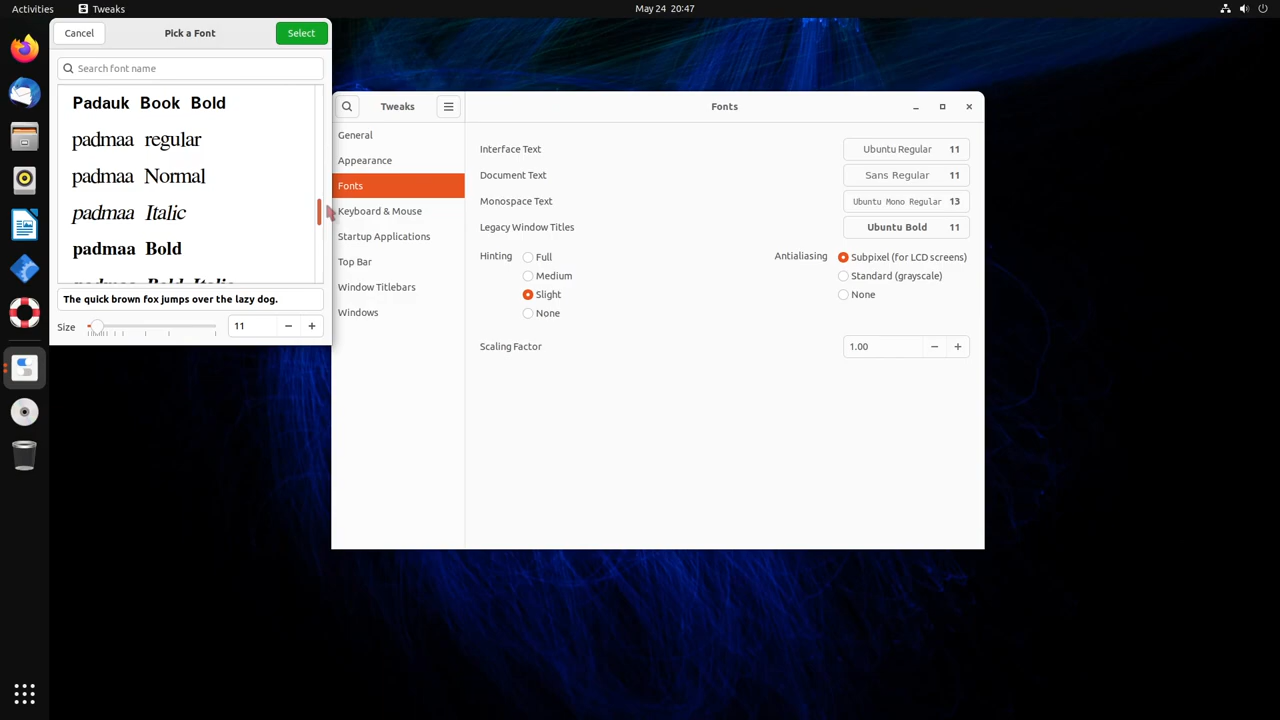 Activities
Tweaks
May 24 20:47
Cancel
Pick a Font
Select
Search font name
Padauk Book Bold
padmaa regular
padmaa Normal
padmaa Italic
padmaa Bold
padmaa Bold Italic
The quick brown fox jumps over the lazy dog.
Size
11
Tweaks
General
Appearance
Fonts
Keyboard & Mouse
Startup Applications
Top Bar
Window Titlebars
Windows
Fonts
Interface Text
Ubuntu Regular 11
Document Text
Sans Regular 11
Monospace Text
Ubuntu Mono Regular 13
Legacy Window Titles
Ubuntu Bold 11
Hinting
Full
Medium
Slight
None
Antialiasing
Subpixel (for LCD screens)
Standard (grayscale)
None
Scaling Factor
1.00